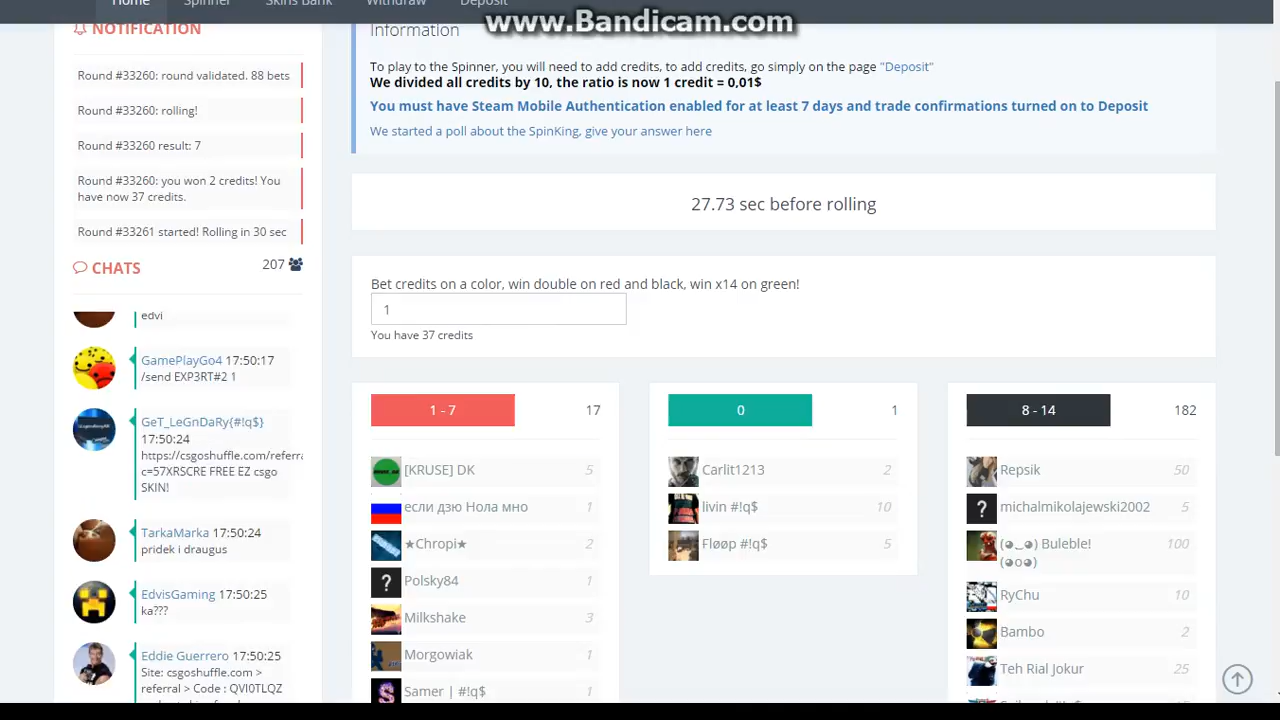 Home Spinner Skins Bank Withdraw Deposit
www.Bandicam.com
NOTIFICATION
Round #33260: round validated. 88 bets
Round #33260: rolling!
Round #33260 result: 7
Round #33260: you won 2 credits! You
have now 37 credits.
Round #33261 started! Rolling in 30 sec
CHATS 207
edvi
GamePlayGo4 17:50:17
/send EXP3RT#2 1
GeT_LeGnDaRy{#!q$}
17:50:24
https://csgoshuffle.com/referra
c=57XRSCRE FREE EZ csgo
SKIN!
TarkaMarka 17:50:24
pridek i draugus
EdvisGaming 17:50:25
ka???
Eddie Guerrero 17:50:25
Site: csgoshuffle.com >
referral > Code : QVI0TLQZ
Information
To play to the Spinner, you will need to add credits, to add credits, go simply on the page "Deposit"
We divided all credits by 10, the ratio is now 1 credit = 0,01$
You must have Steam Mobile Authentication enabled for at least 7 days and trade confirmations turned on to Deposit
We started a poll about the SpinKing, give your answer here
27.73 sec before rolling
Bet credits on a color, win double on red and black, win x14 on green!
1
You have 37 credits
1 - 7 17
[KRUSE] DK 5
если дзю Нола мно 1
★Chropi★ 2
Polsky84 1
Milkshake 3
Morgowiak 1
Samer | #!q$ 1
0 1
Carlit1213 2
livin #!q$ 10
Fløøp #!q$ 5
8 - 14 182
Repsik 50
michalmikolajewski2002 5
(◕‿◕) Buleble! 100
(◕o◕)
RyChu 10
Bambo 2
Teh Rial Jokur 25